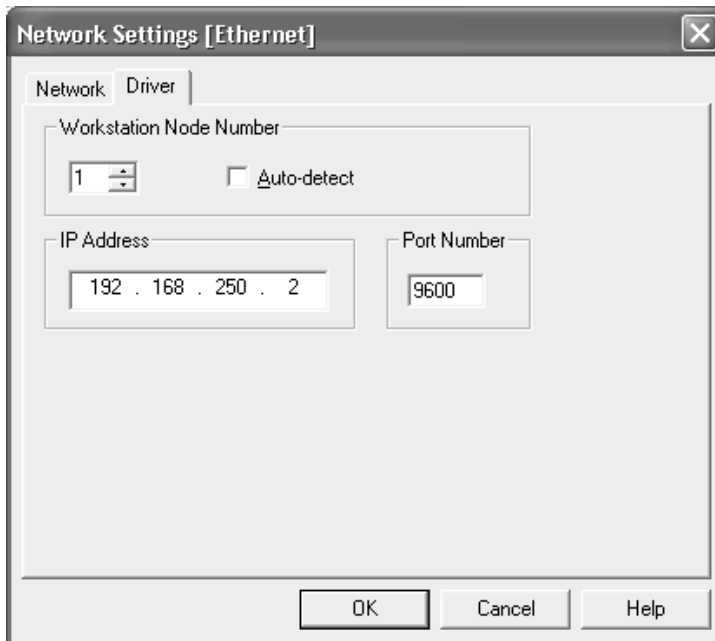 Network Settings [Ethernet]
Network Driver
Workstation Node Number
1 Auto-detect
IP Address Port Number
192 . 168 . 250 . 2 9600
OK Cancel Help